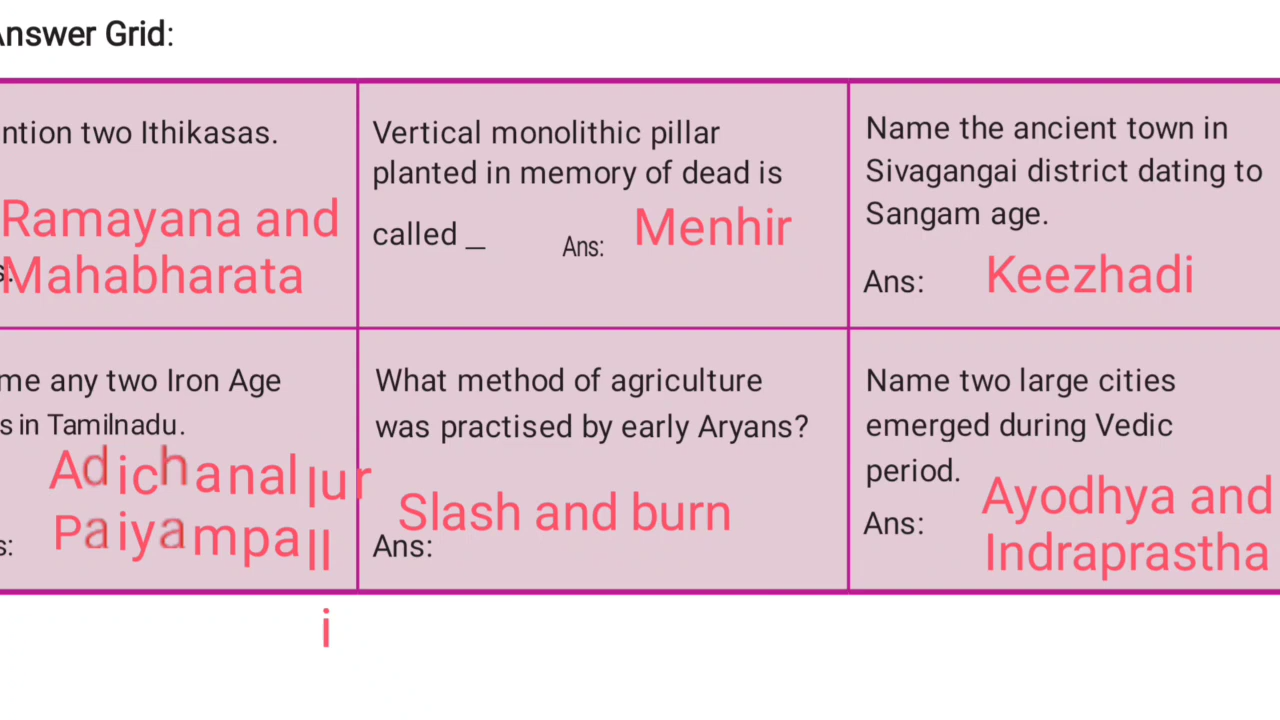 Answer Grid:
ntion two Ithikasas.
Ramayana and
s:Mahabharata
Vertical monolithic pillar
planted in memory of dead is
called _ Ans: Menhir
Name the ancient town in
Sivagangai district dating to
Sangam age.
Ans: Keezhadi
me any two Iron Age
s in Tamilnadu.
Adichanallur
s: Paiyampalli
What method of agriculture
was practised by early Aryans?
Slash and burn
Ans:
Name two large cities
emerged during Vedic
period.
Ayodhya and
Ans: Indraprastha